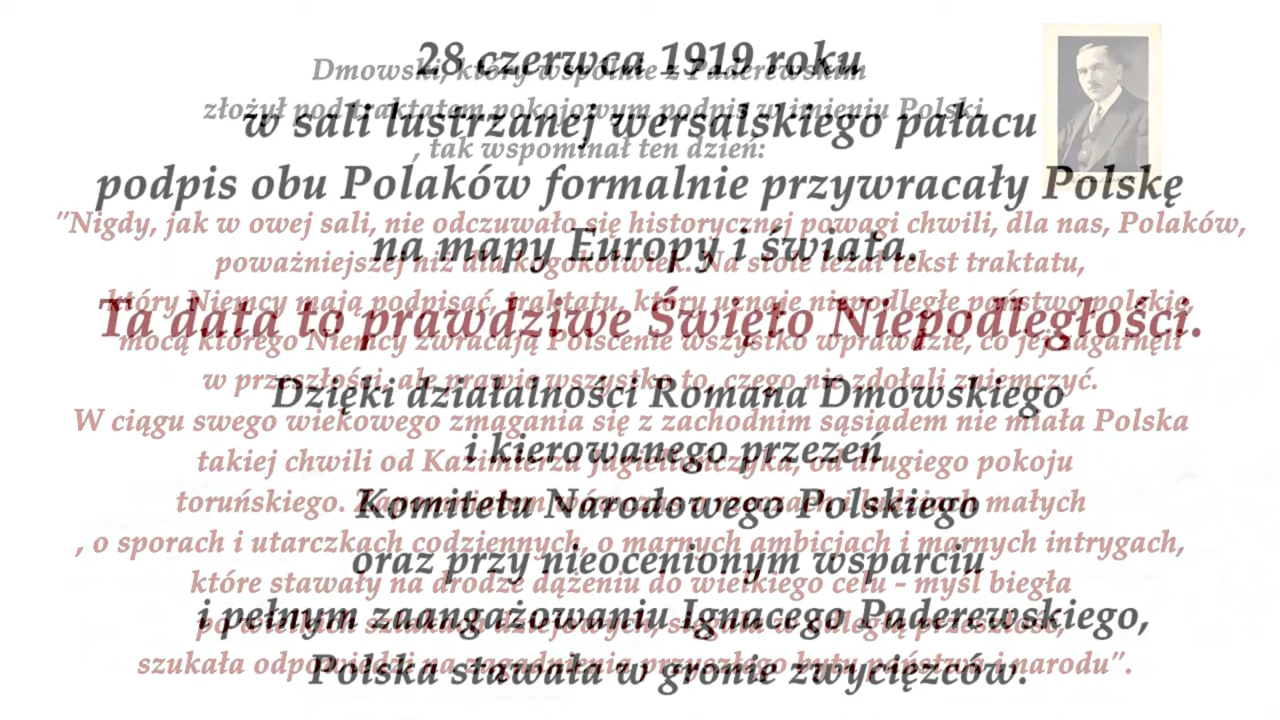 28 czerwca 1919 roku
w sali lustrzanej wersalskiego pałacu
podpis obu Polaków formalnie przywracały Polskę
na mapy Europy i świata.
Ta data to prawdziwe Święto Niepodległości.
Dzięki działalności Romana Dmowskiego
i kierowanego przezeń
Komitetu Narodowego Polskiego
oraz przy nieocenionym wsparciu
i pełnym zaangażowaniu Ignacego Paderewskiego,
Polska stawała w gronie zwycięzców.
Dmowski, który wspólnie z Paderewskim
złożył pod traktatem pokojowym podpis w imieniu Polski
, tak wspominał ten dzień:
"Nigdy, jak w owej sali, nie odczuwało się historycznej powagi chwili, dla nas, Polaków,
poważniejszej niż dla kogokolwiek. Na stole leżał tekst traktatu,
który Niemcy mają podpisać, traktatu, który uznaje niepodległe państwo polskie,
mocą którego Niemcy zwracają Polsce nie wszystko wprawdzie, co jej zagarnęli
w przeszłości, ale prawie wszystko to, czego nie zdołali zniemczyć.
W ciągu swego wiekowego zmagania się z zachodnim sąsiadem nie miała Polska
takiej chwili od Kazimierza Jagiellończyka, od drugiego pokoju
toruńskiego. małych
, o sporach i utarczkach codziennych, o marnych ambicjach i marnych intrygach,
które stawały na drodze dążeniu do wielkiego celu - myśl biegła
po wielkich szlakach dziejowych, przeszłość,
szukała odpowiedzi na zagadnienia przyszłego bytu państwa i narodu".